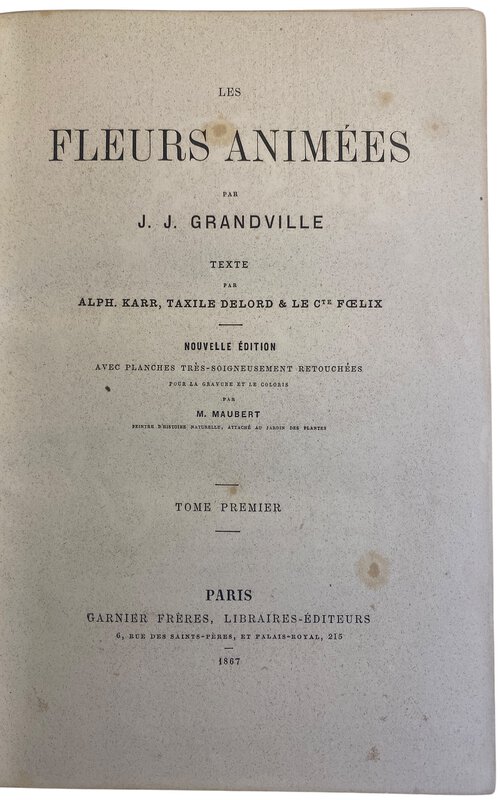 LES
FLEURS ANIMÉES
PAR
J. J. GRANDVILLE
TEXTE
PAR
ALPH. KARR, TAXILE DELORD & LE CTE FŒLIX
NOUVELLE ÉDITION
AVEC PLANCHES TRÈS-SOIGNEUSEMENT RETOUCHÉES
POUR LA GRAVURE ET LE COLORIS
PAR
M. MAUBERT
PEINTRE D'HISTOIRE NATURELLE, ATTACHÉ AU JARDIN DES PLANTES
TOME PREMIER
PARIS
GARNIER FRÈRES, LIBRAIRES-ÉDITEURS
6, RUE DES SAINTS-PÈRES, ET PALAIS-ROYAL, 215
1867